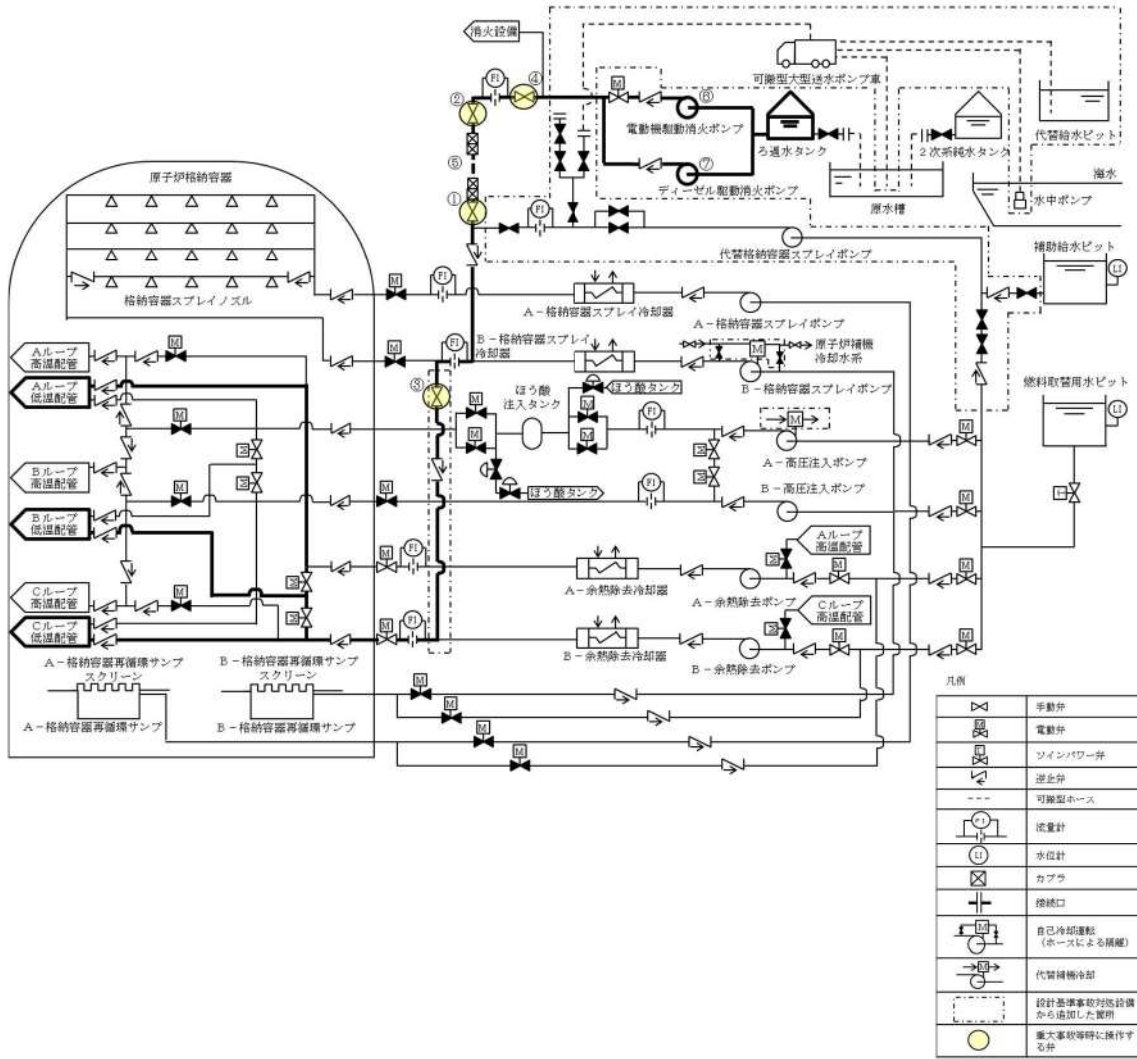 消火設備
FI
④
②
M
⑥
可搬型大型送水ポンプ車
電動機駆動消火ポンプ
ろ過水タンク
2次系純水タンク
代替給水ピット
⑤
⑦
ディーゼル駆動消火ポンプ
原水槽
海水
水中ポンプ
①
FI
代替格納容器スプレイポンプ
補助給水ピット
LI
原子炉格納容器
格納容器スプレイノズル
M
FI
A-格納容器スプレイ冷却器
A-格納容器スプレイポンプ
B-格納容器スプレイ
冷却器
M
FI
M
原子炉補機
冷却水系
B-格納容器スプレイポンプ
燃料取替用水ピット
LI
Aループ
高温配管
M
Aループ
低温配管
③
ほう酸
注入タンク
ほう酸タンク
M
M
M
M
M
FI
M
A-高圧注入ポンプ
M
Bループ
高温配管
M
M
M
M
M
ほう酸タンク
FI
B-高圧注入ポンプ
M
Bループ
低温配管
Aループ
高温配管
M
FI
M
M
M
A-余熱除去冷却器
A-余熱除去ポンプ
Cループ
高温配管
M
M
Cループ
高温配管
Cループ
低温配管
M
M
FI
M
M
M
B-余熱除去冷却器
B-余熱除去ポンプ
A-格納容器再循環サンプ
スクリーン
B-格納容器再循環サンプ
スクリーン
A-格納容器再循環サンプ
B-格納容器再循環サンプ
M
M
M
M
凡例
手動弁
M
電動弁
ツインパワー弁
逆止弁
可搬型ホース
FI
流量計
LI
水位計
カプラ
接続口
M
自己冷却運転
(ホースによる隔離)
M
代替補機冷却
設計基準事故対処設備
から追加した箇所
重大事故等時に操作す
る弁